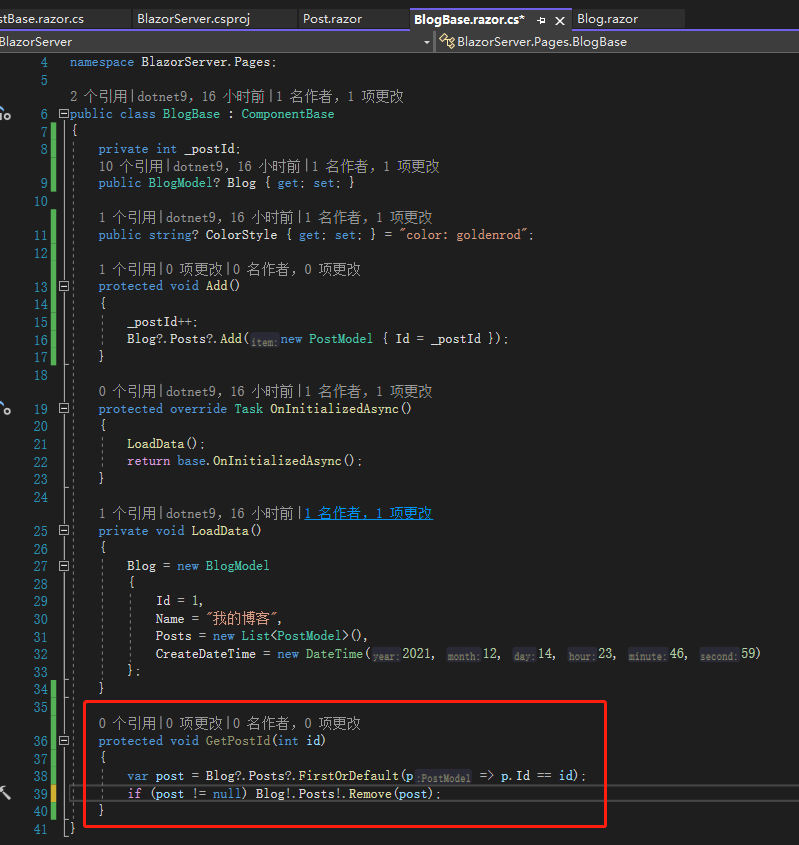 stBase.razor.cs BlazorServer.csproj Post.razor BlogBase.razor.cs* Blog.razor
BlazorServer BlazorServer.Pages.BlogBase
4 namespace BlazorServer.Pages;
5
2 个引用|dotnet9，16 小时前|1 名作者，1 项更改
6 public class BlogBase : ComponentBase
7 {
8 private int _postId;
10 个引用|dotnet9，16 小时前|1 名作者，1 项更改
9 public BlogModel? Blog { get; set; }
10
1 个引用|dotnet9，16 小时前|1 名作者，1 项更改
11 public string? ColorStyle { get; set; } = "color: goldenrod";
12
1 个引用|0 项更改|0 名作者，0 项更改
13 protected void Add()
14 {
15 _postId++;
16 Blog?.Posts?.Add(item: new PostModel { Id = _postId });
17 }
18
0 个引用|dotnet9，16 小时前|1 名作者，1 项更改
19 protected override Task OnInitializedAsync()
20 {
21 LoadData();
22 return base.OnInitializedAsync();
23 }
24
1 个引用|dotnet9，16 小时前|1 名作者，1 项更改
25 private void LoadData()
26 {
27 Blog = new BlogModel
28 {
29 Id = 1,
30 Name = "我的博客",
31 Posts = new List<PostModel>(),
32 CreateDateTime = new DateTime(year: 2021, month: 12, day: 14, hour: 23, minute: 46, second: 59)
33 };
34 }
35
0 个引用|0 项更改|0 名作者，0 项更改
36 protected void GetPostId(int id)
37 {
38 var post = Blog?.Posts?.FirstOrDefault(p :PostModel => p.Id == id);
39 if (post != null) Blog!.Posts!.Remove(post);
40 }
41 }